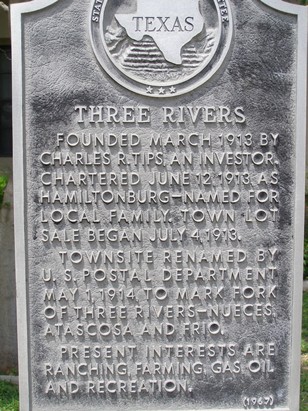 STATE
TEXAS
THREE RIVERS
FOUNDED MARCH 1913 BY
CHARLES R. TIPS, AN INVESTOR.
CHARTERED JUNE 12 1913 AS
HAMILTONBURG—NAMED FOR
LOCAL FAMILY. TOWN LOT
SALE BEGAN JULY 4, 1913.
TOWNSITE RENAMED BY
U. S. POSTAL DEPARTMENT
MAY 1, 1914, TO MARK FORK
OF THREE RIVERS—NUECES,
ATASCOSA AND FRIO.
PRESENT INTERESTS ARE
RANCHING, FARMING, GAS, OIL
AND RECREATION.
(1967)